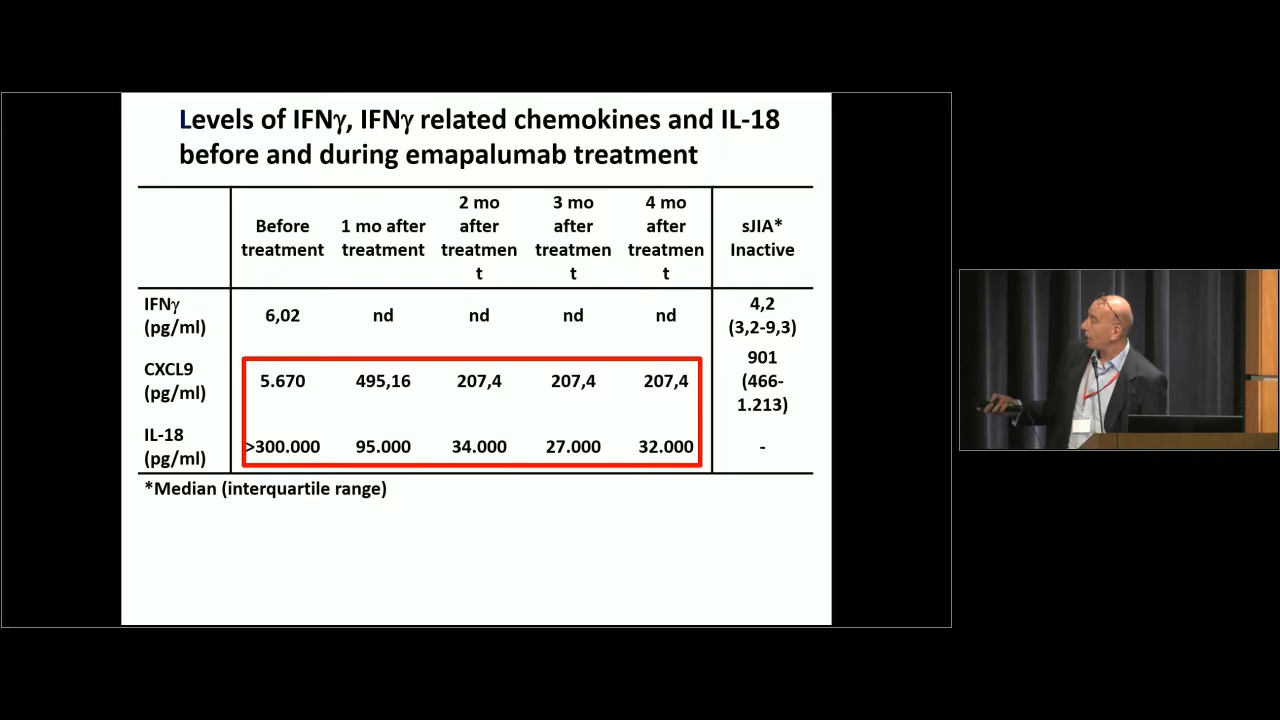 Levels of IFNγ, IFNγ related chemokines and IL-18
before and during emapalumab treatment
Before
treatment
1 mo after
treatment
2 mo
after
treatmen
t
3 mo
after
treatmen
t
4 mo
after
treatmen
t
sJIA*
Inactive
IFNγ
(pg/ml)
6,02
nd
nd
nd
nd
4,2
(3,2-9,3)
CXCL9
(pg/ml)
5.670
495,16
207,4
207,4
207,4
901
(466-
1.213)
IL-18
(pg/ml)
>300.000
95.000
34.000
27.000
32.000
-
*Median (interquartile range)